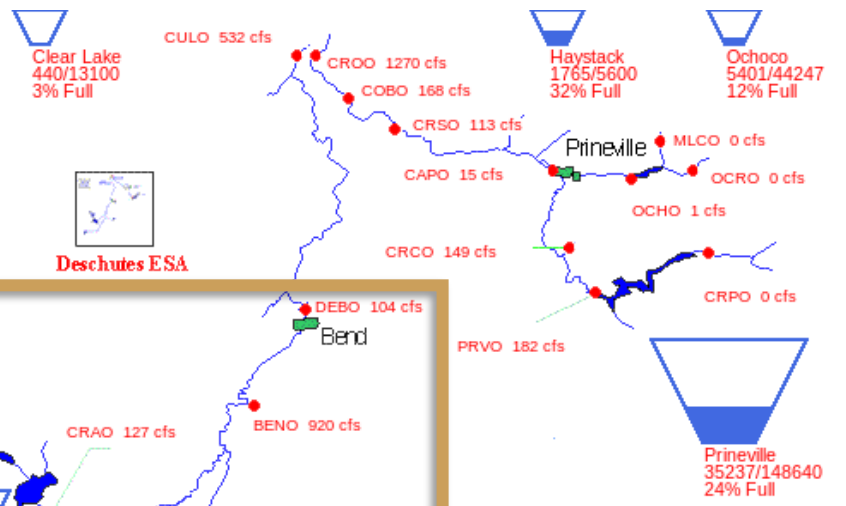 CULO 532 cfs
CROO 1270 cfs
Clear Lake
440/13100
3% Full
Haystack
1765/5600
32% Full
Ochoco
5401/44247
12% Full
COBO 168 cfs
CRSO 113 cfs
Prineville
MLCO 0 cfs
CAPO 15 cfs
OCRO 0 cfs
OCHO 1 cfs
CRCO 149 cfs
Deschutes ESA
CRPO 0 cfs
DEBO 104 cfs
Bend
PRVO 182 cfs
BENO 920 cfs
CRAO 127 cfs
Prineville
35237/148640
24% Full